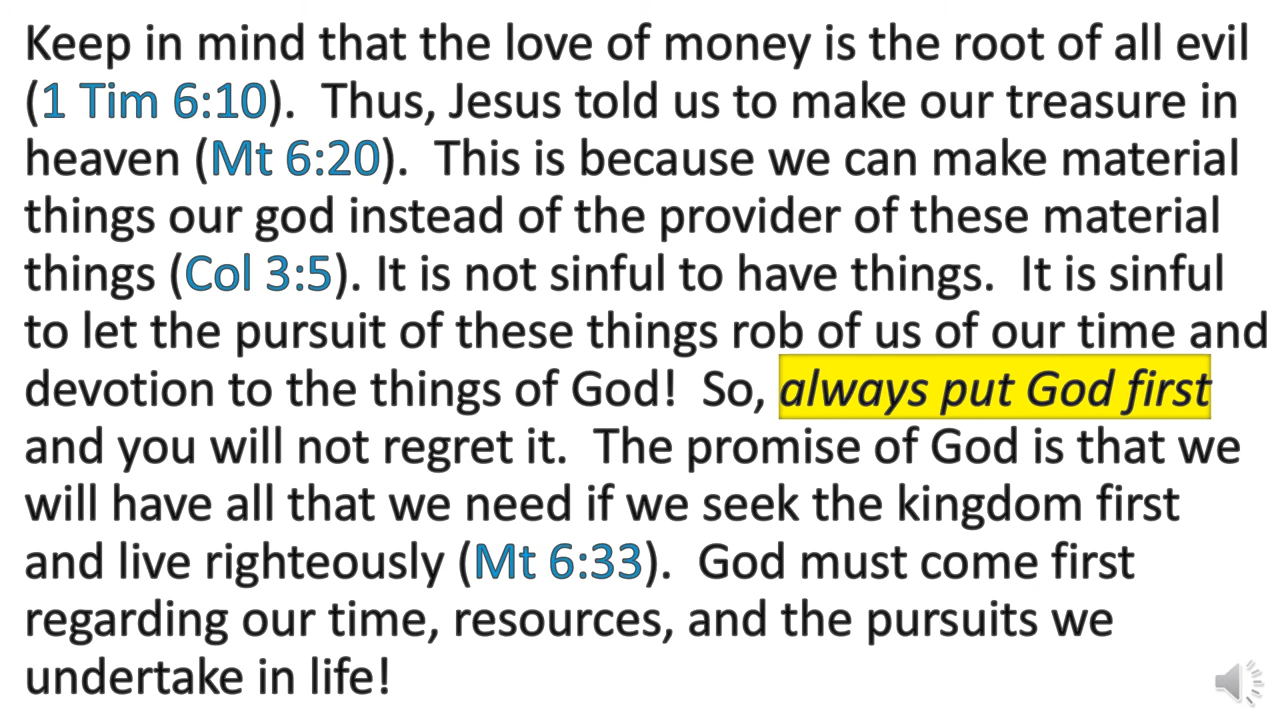 Keep in mind that the love of money is the root of all evil
(1 Tim 6:10).  Thus, Jesus told us to make our treasure in
heaven (Mt 6:20).  This is because we can make material
things our god instead of the provider of these material
things (Col 3:5). It is not sinful to have things.  It is sinful
to let the pursuit of these things rob of us of our time and
devotion to the things of God!  So, always put God first
and you will not regret it.  The promise of God is that we
will have all that we need if we seek the kingdom first
and live righteously (Mt 6:33).  God must come first
regarding our time, resources, and the pursuits we
undertake in life!